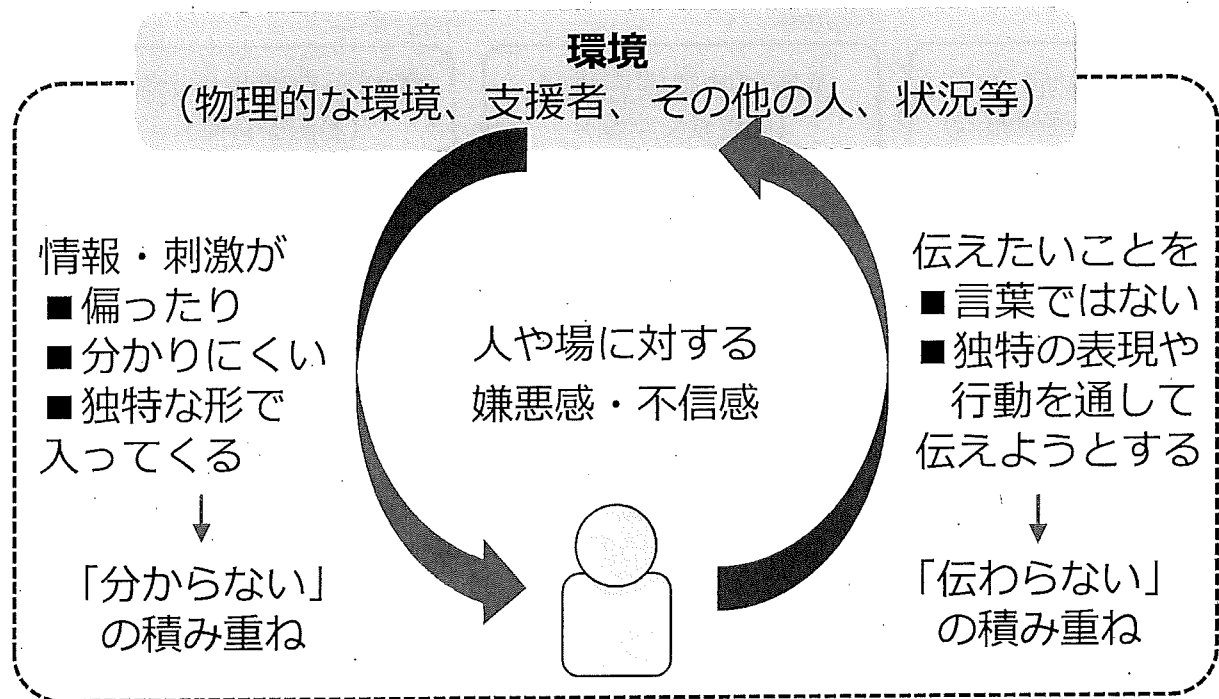 環境
（物理的な環境、支援者、その他の人、状況等）
情報・刺激が
■偏ったり
■分かりにくい
■独特な形で
入ってくる
↓
「分からない」
の積み重ね
人や場に対する
嫌悪感・不信感
伝えたいことを
■言葉ではない
■独特の表現や
行動を通して
伝えようとする
↓
「伝わらない」
の積み重ね